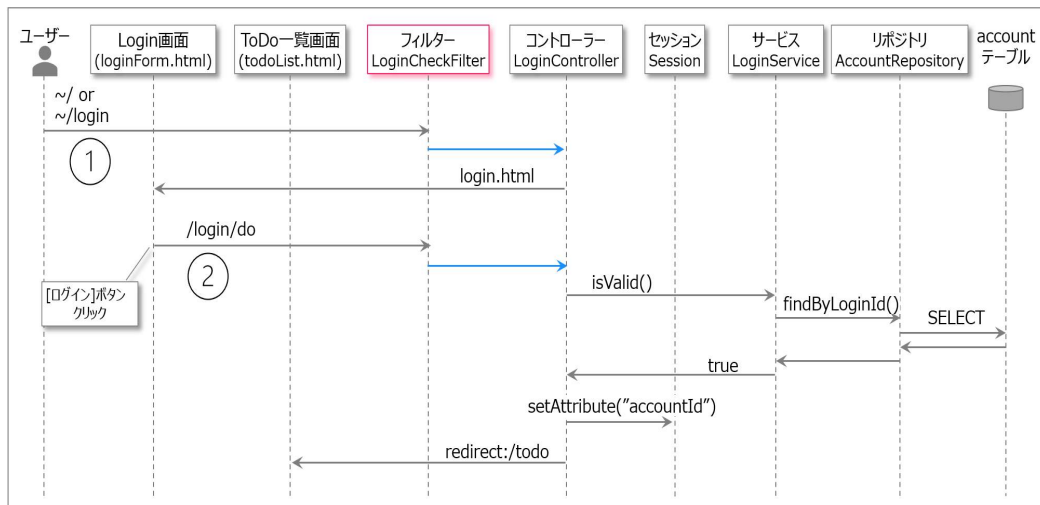 ユーザー
Login画面
(loginForm.html)
ToDo一覧画面
(todoList.html)
フィルター
LoginCheckFilter
コントローラー
LoginController
セッション
Session
サービス
LoginService
リポジトリ
AccountRepository
account
テーブル
~/ or
~/login
①
login.html
/login/do
②
[ログイン]ボタン
クリック
isValid()
findByLoginId()
SELECT
true
setAttribute("accountId")
redirect:/todo